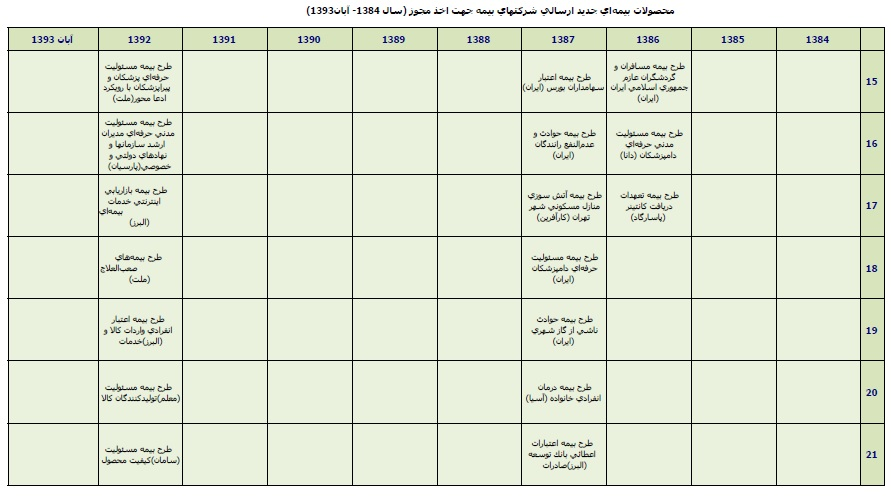 محصولات بيمه‌اي جديد ارسالي شركتهاي بيمه جهت اخذ مجوز (سال 1384- آبان1393)
1384 1385 1386 1387 1388 1389 1390 1391 1392 آبان 1393
15
طرح بيمه مسافران و
گردشگران عازم
جمهوري اسلامي ايران
(ايران)
طرح بيمه اعتبار
سهامداران بورس (ايران)
طرح بيمه مسئوليت
حرفه‌اي پزشكان و
پيراپزشكان با رويكرد
ادعا محور(ملت)
16
طرح بيمه مسئوليت
مدني حرفه‌اي
دامپزشكان (دانا)
طرح بيمه حوادث و
عدم‌النفع رانندگان
(ايران)
طرح بيمه مسئوليت
مدني حرفه‌اي مديران
ارشد سازمانها و
نهادهاي دولتي و
خصوصي(پارسيان)
17
طرح بيمه تعهدات
دريافت كانتينر
(پاسارگاد)
طرح بيمه آتش سوزي
منازل مسكوني شهر
تهران (كارآفرين)
طرح بيمه بازاريابي
اينترنتي خدمات
بيمه‌اي
(البرز)
18
طرح بيمه مسئوليت
حرفه‌اي دامپزشكان
(ايران)
طرح بيمه‌هاي
صعب‌العلاج
(ملت)
19
طرح بيمه حوادث
ناشي از گاز شهري
(ايران)
طرح بيمه اعتبار
انفرادي واردات كالا و
خدمات(البرز)
20
طرح بيمه درمان
انفرادي خانواده (آسيا)
طرح بيمه مسئوليت
توليدكنندگان كالا(معلم)
21
طرح بيمه اعتبارات
اعطائي بانك توسعه
صادرات(البرز)
طرح بيمه مسئوليت
كيفيت محصول(سامان)